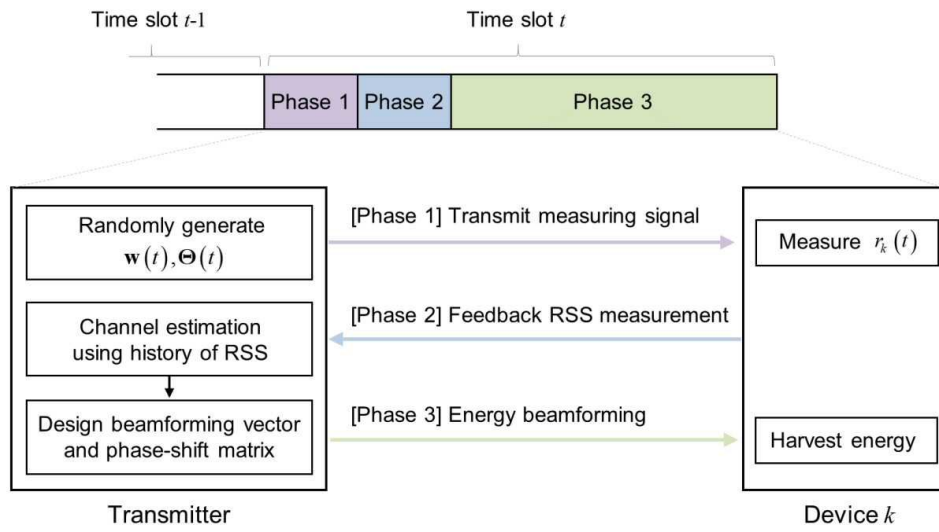 Time slot t-1
Time slot t
Phase 1
Phase 2
Phase 3
Randomly generate
w(t),Θ(t)
[Phase 1] Transmit measuring signal
Measure rₖ(t)
Channel estimation
using history of RSS
[Phase 2] Feedback RSS measurement
Design beamforming vector
and phase-shift matrix
[Phase 3] Energy beamforming
Harvest energy
Transmitter
Device k